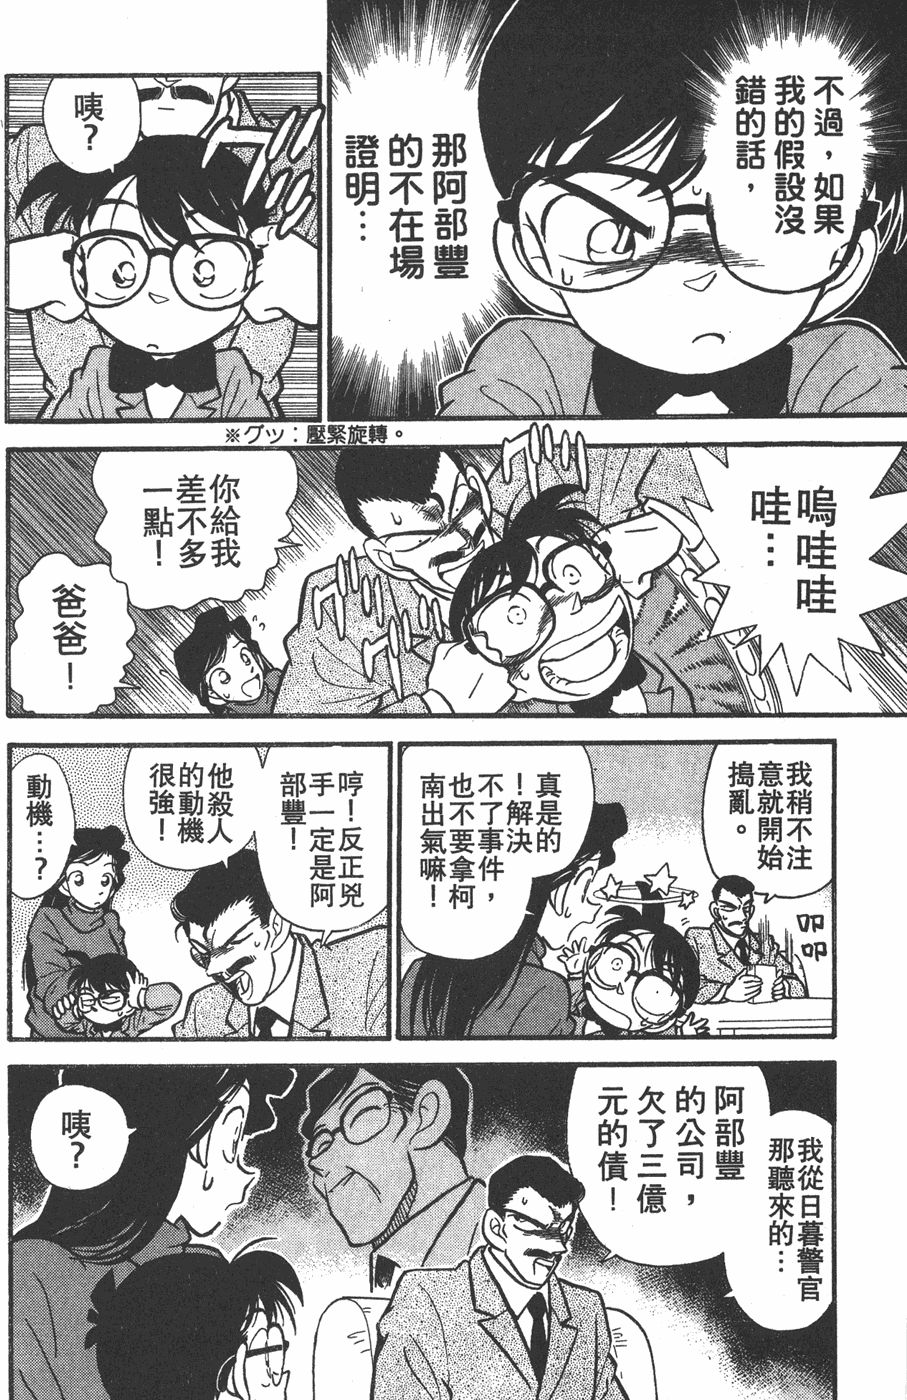 不過，如果
我的假設沒
錯的話，
那阿部豐
的不在場
證明…
咦？
※グッ：壓緊旋轉。
嗚哇哇
哇…
你給我
差不多
一點！
爸爸！
我稍不注
意就開始
搗亂。
叩叩
真是的
！解決
不了事件，
也不要拿柯
南出氣嘛！
哼！反正兇
手一定是阿
部豐！
他殺人
的動機
很強！
動機…？
我從日暮警官
那聽來的…
阿部豐
的公司，
欠了三億
元的債！
咦？